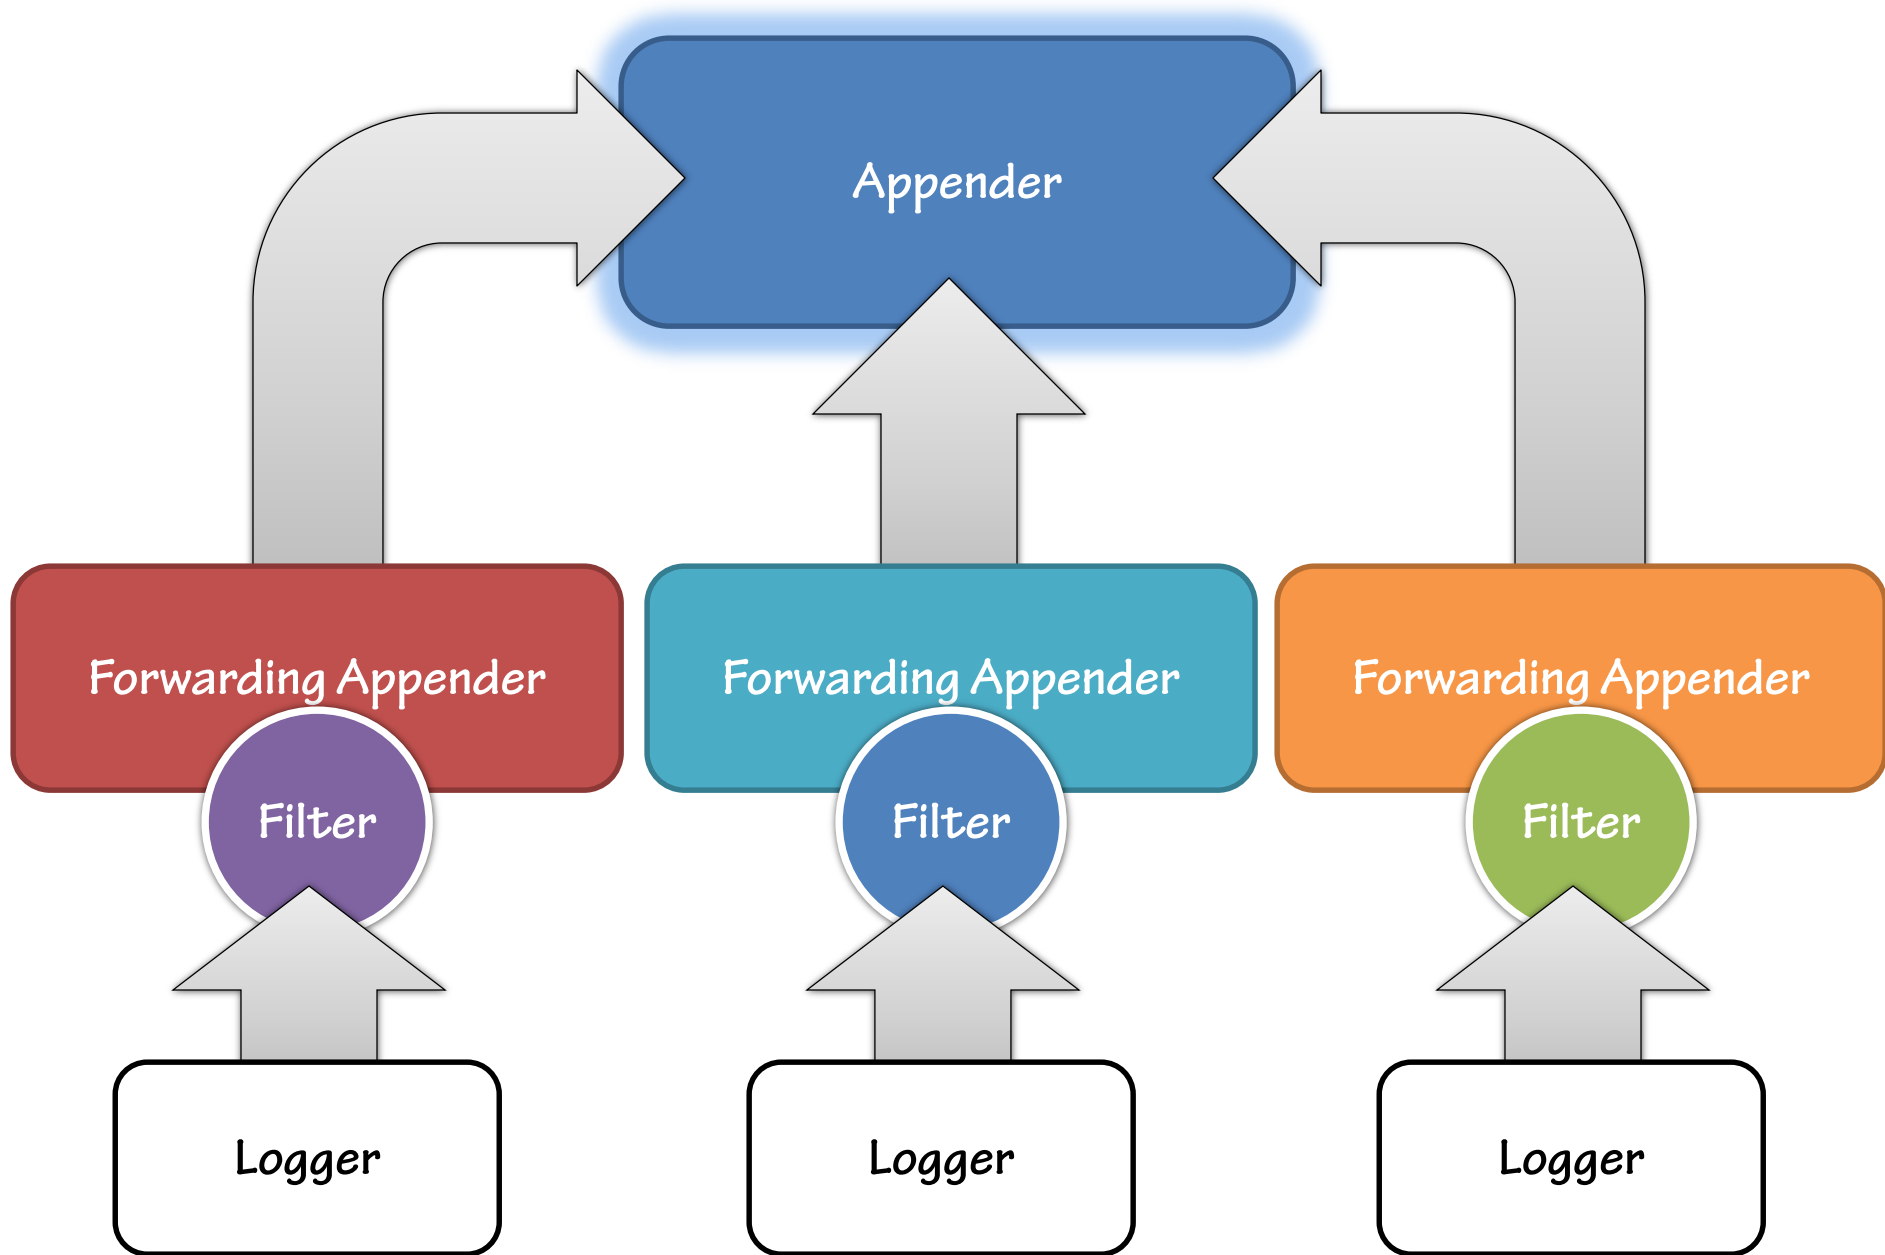 Appender
Forwarding Appender
Forwarding Appender
Forwarding Appender
Filter
Filter
Filter
Logger
Logger
Logger